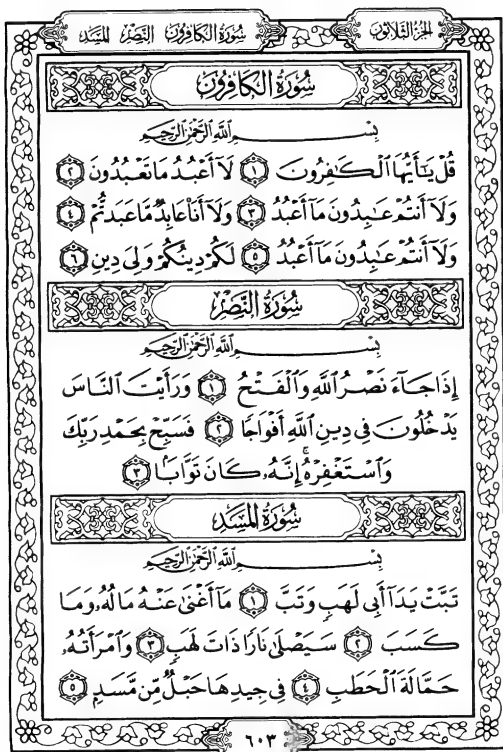 الجزء الثلاثون
سورة الكافرون النصر المسد
سُورَةُ الكَافِرُون
بِسْمِ اللَّهِ الرَّحْمَٰنِ الرَّحِيمِ
قُلْ يَٰٓأَيُّهَا ٱلْكَٰفِرُونَ ١ لَآ أَعْبُدُ مَا تَعْبُدُونَ ٢
وَلَآ أَنتُمْ عَٰبِدُونَ مَآ أَعْبُدُ ٣ وَلَآ أَنَا۠ عَابِدٌ مَّا عَبَدتُّمْ ٤
وَلَآ أَنتُمْ عَٰبِدُونَ مَآ أَعْبُدُ ٥ لَكُمْ دِينُكُمْ وَلِيَ دِينِ ٦
سُورَةُ النَّصْرِ
بِسْمِ اللَّهِ الرَّحْمَٰنِ الرَّحِيمِ
إِذَا جَآءَ نَصْرُ ٱللَّهِ وَٱلْفَتْحُ ١ وَرَأَيْتَ ٱلنَّاسَ
يَدْخُلُونَ فِى دِينِ ٱللَّهِ أَفْوَاجًا ٢ فَسَبِّحْ بِحَمْدِ رَبِّكَ
وَٱسْتَغْفِرْهُ ۚ إِنَّهُۥ كَانَ تَوَّابًۢا ٣
سُورَةُ المَسَدِ
بِسْمِ اللَّهِ الرَّحْمَٰنِ الرَّحِيمِ
تَبَّتْ يَدَآ أَبِى لَهَبٍ وَتَبَّ ١ مَآ أَغْنَىٰ عَنْهُ مَالُهُۥ وَمَا
كَسَبَ ٢ سَيَصْلَىٰ نَارًا ذَاتَ لَهَبٍ ٣ وَٱمْرَأَتُهُۥ
حَمَّالَةَ ٱلْحَطَبِ ٤ فِى جِيدِهَا حَبْلٌ مِّن مَّسَدٍۭ ٥
٦٠٣